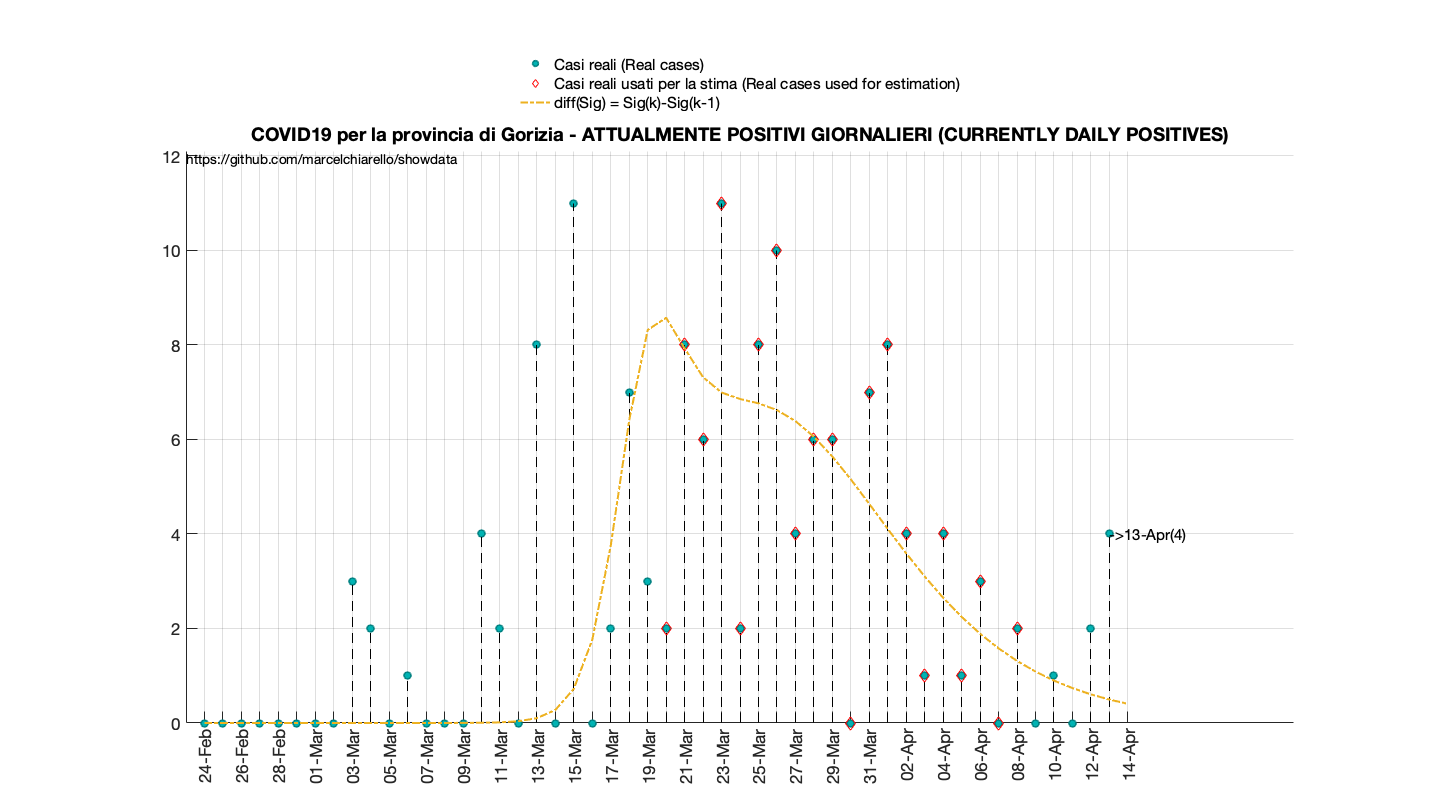 Casi reali (Real cases)
Casi reali usati per la stima (Real cases used for estimation)
diff(Sig) = Sig(k)-Sig(k-1)
COVID19 per la provincia di Gorizia - ATTUALMENTE POSITIVI GIORNALIERI (CURRENTLY DAILY POSITIVES)
https://github.com/marcelchiarello/showdata
12
10
8
6
4
2
0
->13-Apr(4)
24-Feb
26-Feb
28-Feb
01-Mar
03-Mar
05-Mar
07-Mar
09-Mar
11-Mar
13-Mar
15-Mar
17-Mar
19-Mar
21-Mar
23-Mar
25-Mar
27-Mar
29-Mar
31-Mar
02-Apr
04-Apr
06-Apr
08-Apr
10-Apr
12-Apr
14-Apr